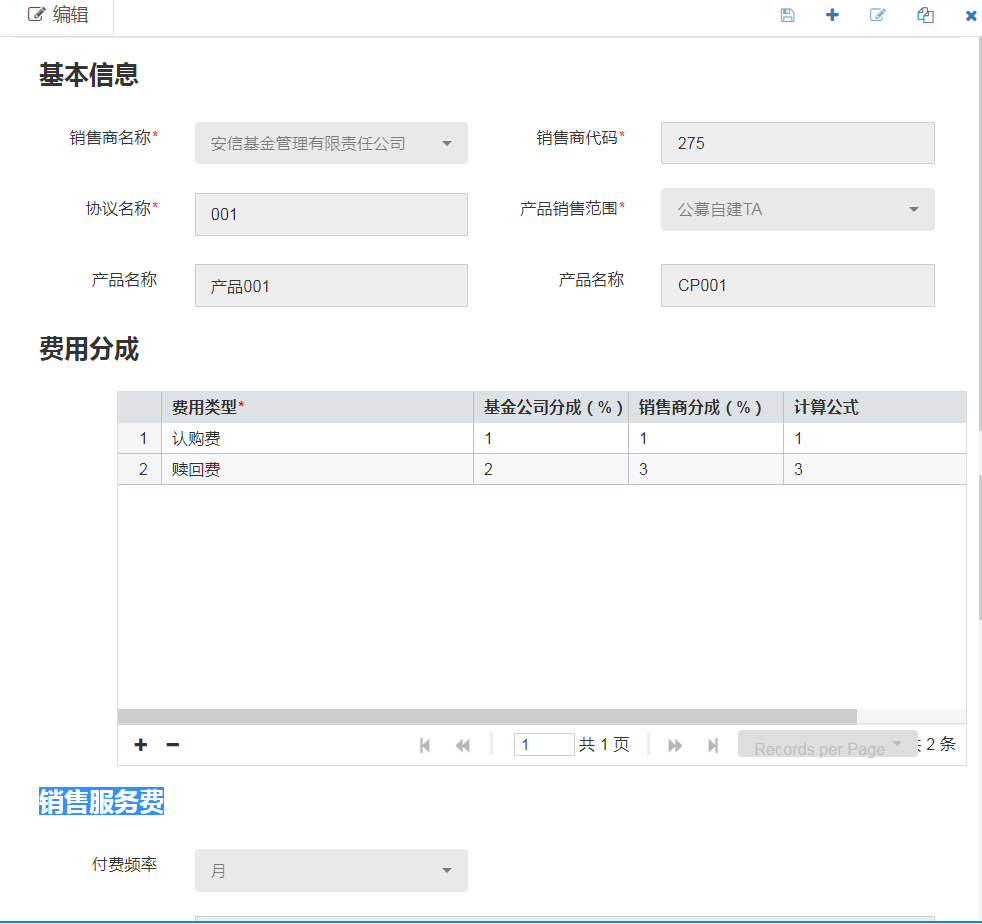 编辑
基本信息
销售商名称* 安信基金管理有限责任公司 销售商代码* 275
协议名称* 001 产品销售范围* 公募自建TA
产品名称 产品001 产品名称 CP001
费用分成
费用类型* 基金公司分成（%） 销售商分成（%） 计算公式
1 认购费 1 1 1
2 赎回费 2 3 3
1 共 1 页 Records per Page 2 条
销售服务费
付费频率 月